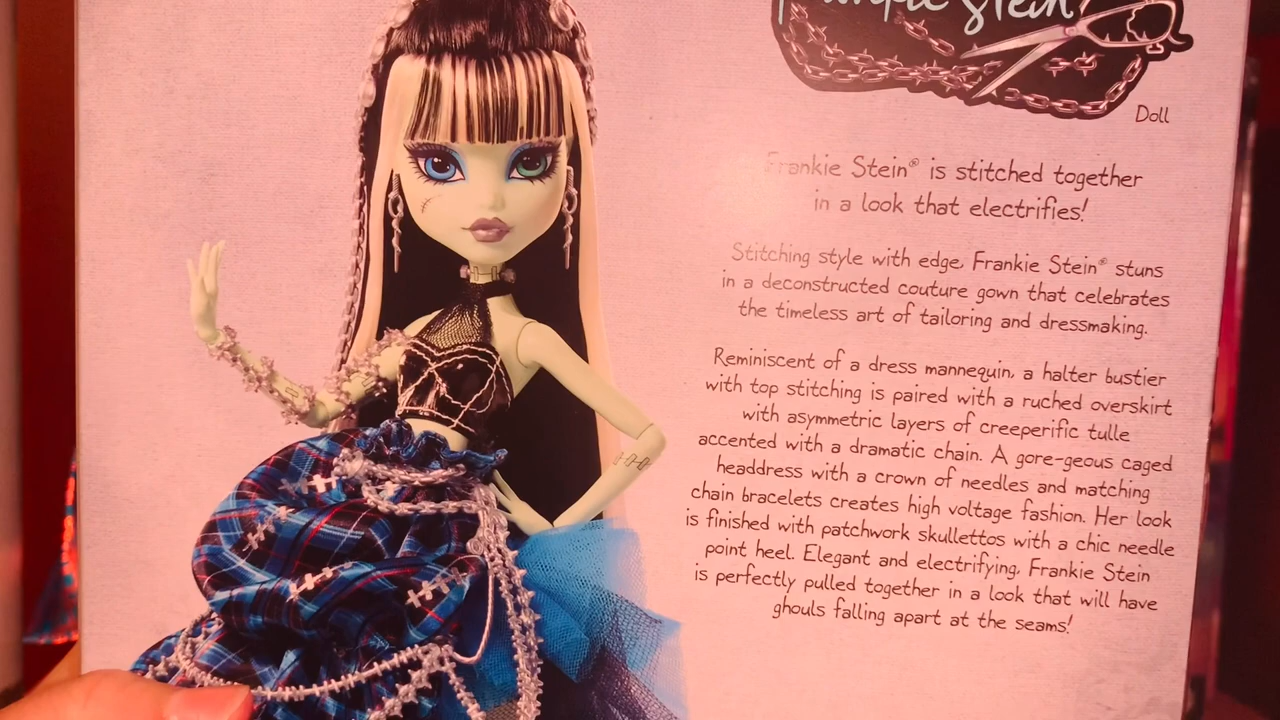 Frankie Stein
Doll
Frankie Stein® is stitched together
in a look that electrifies!
Stitching style with edge, Frankie Stein® stuns
in a deconstructed couture gown that celebrates
the timeless art of tailoring and dressmaking.
Reminiscent of a dress mannequin, a halter bustier
with top stitching is paired with a ruched overskirt
with asymmetric layers of creeperific tulle
accented with a dramatic chain. A gore-geous caged
headdress with a crown of needles and matching
chain bracelets creates high voltage fashion. Her look
is finished with patchwork skullettos with a chic needle
point heel. Elegant and electrifying, Frankie Stein
is perfectly pulled together in a look that will have
ghouls falling apart at the seams!